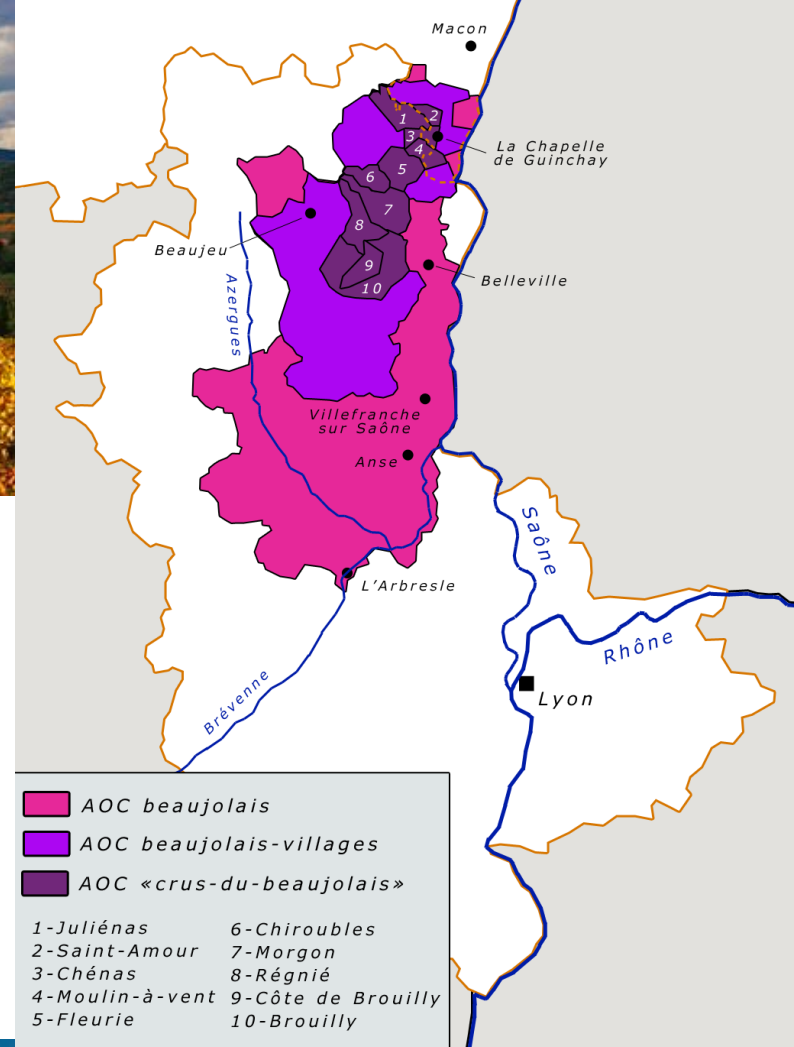 Macon
1
2
3
La Chapelle
de Guinchay
4
5
6
7
8
Beaujeu
9
Belleville
10
Azergues
Villefranche
sur Saône
Anse
Saône
L'Arbresle
Rhône
Lyon
Brévenne
AOC beaujolais
AOC beaujolais-villages
AOC «crus-du-beaujolais»
1-Juliénas
2-Saint-Amour
3-Chénas
4-Moulin-à-vent
5-Fleurie
6-Chiroubles
7-Morgon
8-Régnié
9-Côte de Brouilly
10-Brouilly